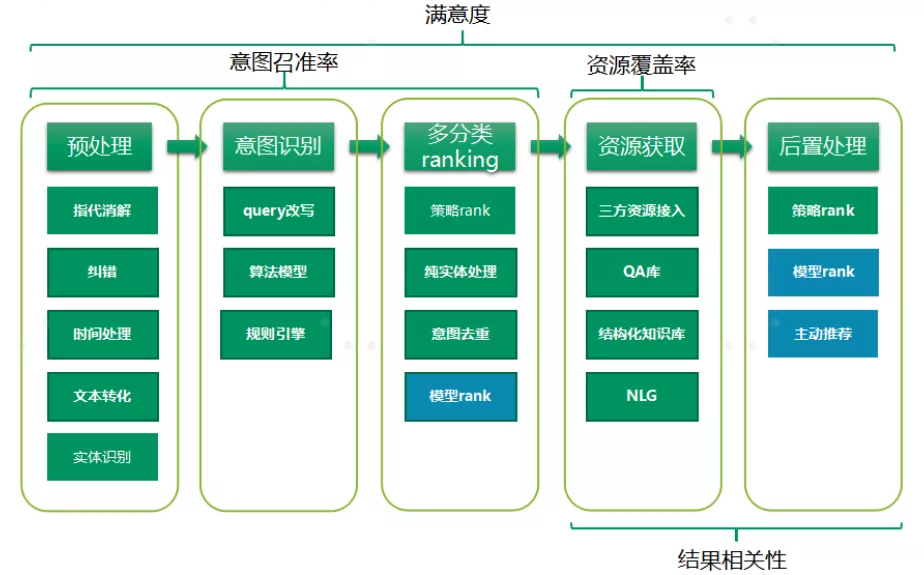 满意度
意图召准率
资源覆盖率
预处理
意图识别
多分类
ranking
资源获取
后置处理
指代消解
query改写
策略rank
三方资源接入
策略rank
纠错
算法模型
纯实体处理
QA库
模型rank
时间处理
规则引擎
意图去重
结构化知识库
主动推荐
文本转化
模型rank
NLG
实体识别
结果相关性